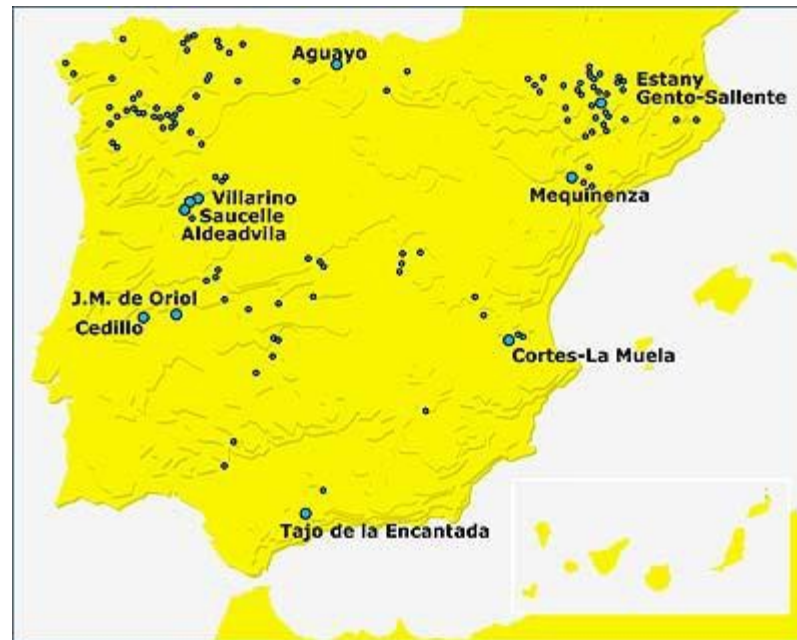 Aguayo
Estany
Gento-Sallente
Mequinenza
Villarino
Saucelle
Aldeadvila
J.M. de Oriol
Cedillo
Cortes-La Muela
Tajo de la Encantada